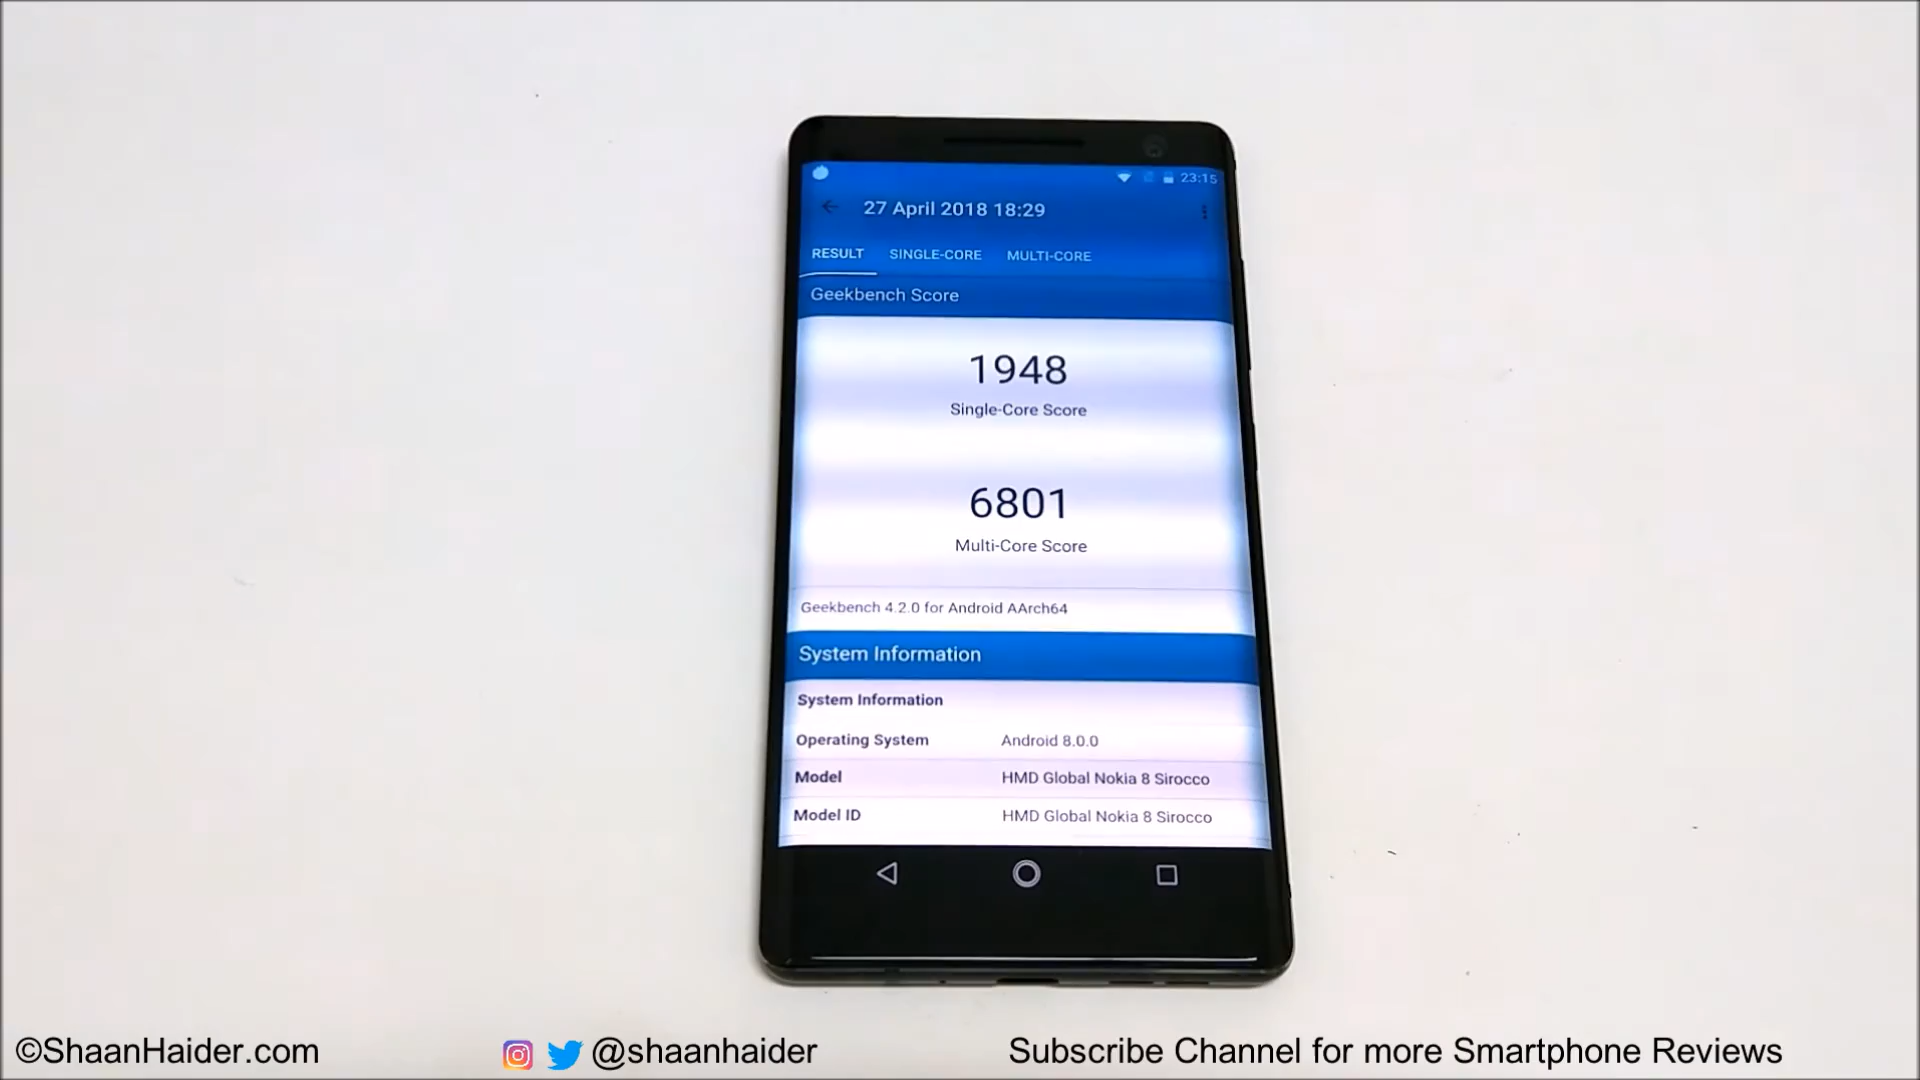 23:15
27 April 2018 18:29
RESULT SINGLE-CORE MULTI-CORE
Geekbench Score
1948
Single-Core Score
6801
Multi-Core Score
Geekbench 4.2.0 for Android AArch64
System Information
System Information
Operating System Android 8.0.0
Model HMD Global Nokia 8 Sirocco
Model ID HMD Global Nokia 8 Sirocco
©ShaanHaider.com @shaanhaider Subscribe Channel for more Smartphone Reviews